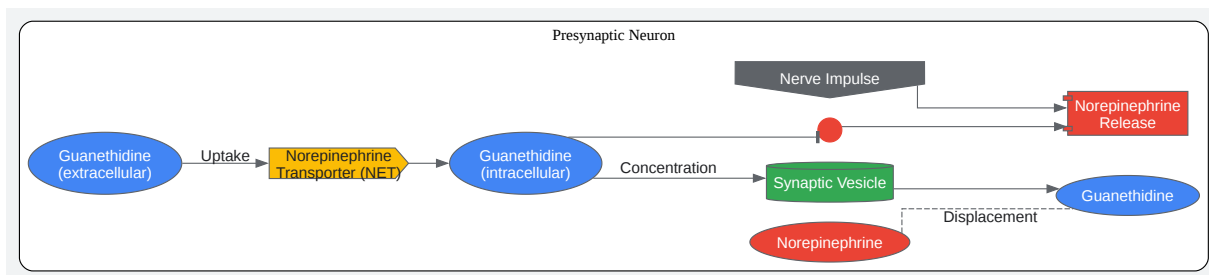 Presynaptic Neuron
Nerve Impulse
Norepinephrine
Release
Guanethidine
(extracellular)
Uptake
Norepinephrine
Transporter (NET)
Guanethidine
(intracellular)
Concentration
Synaptic Vesicle
Guanethidine
Displacement
Norepinephrine